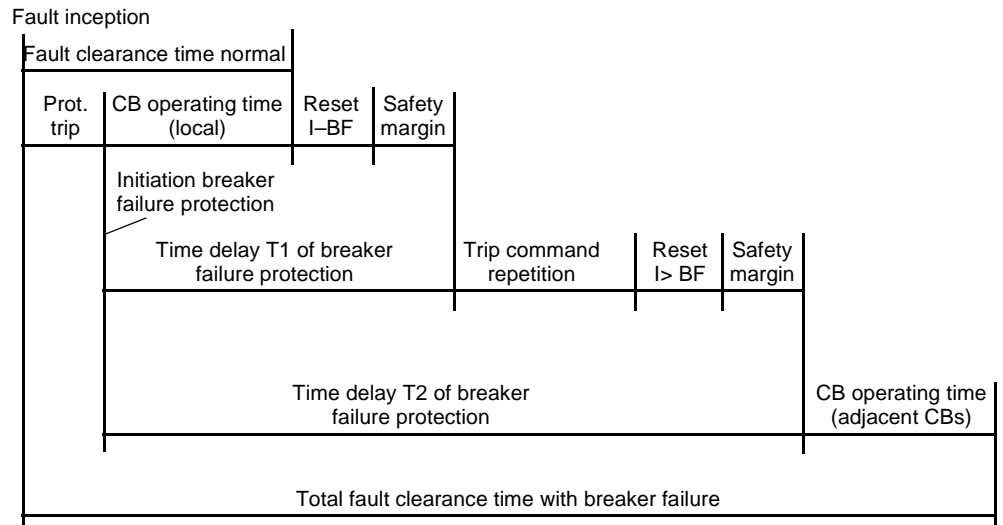 Fault inception
Fault clearance time normal
Prot.
trip
CB operating time
(local)
Reset
I–BF
Safety
margin
Initiation breaker
failure protection
Time delay T1 of breaker
failure protection
Trip command
repetition
Reset
I> BF
Safety
margin
Time delay T2 of breaker
failure protection
CB operating time
(adjacent CBs)
Total fault clearance time with breaker failure